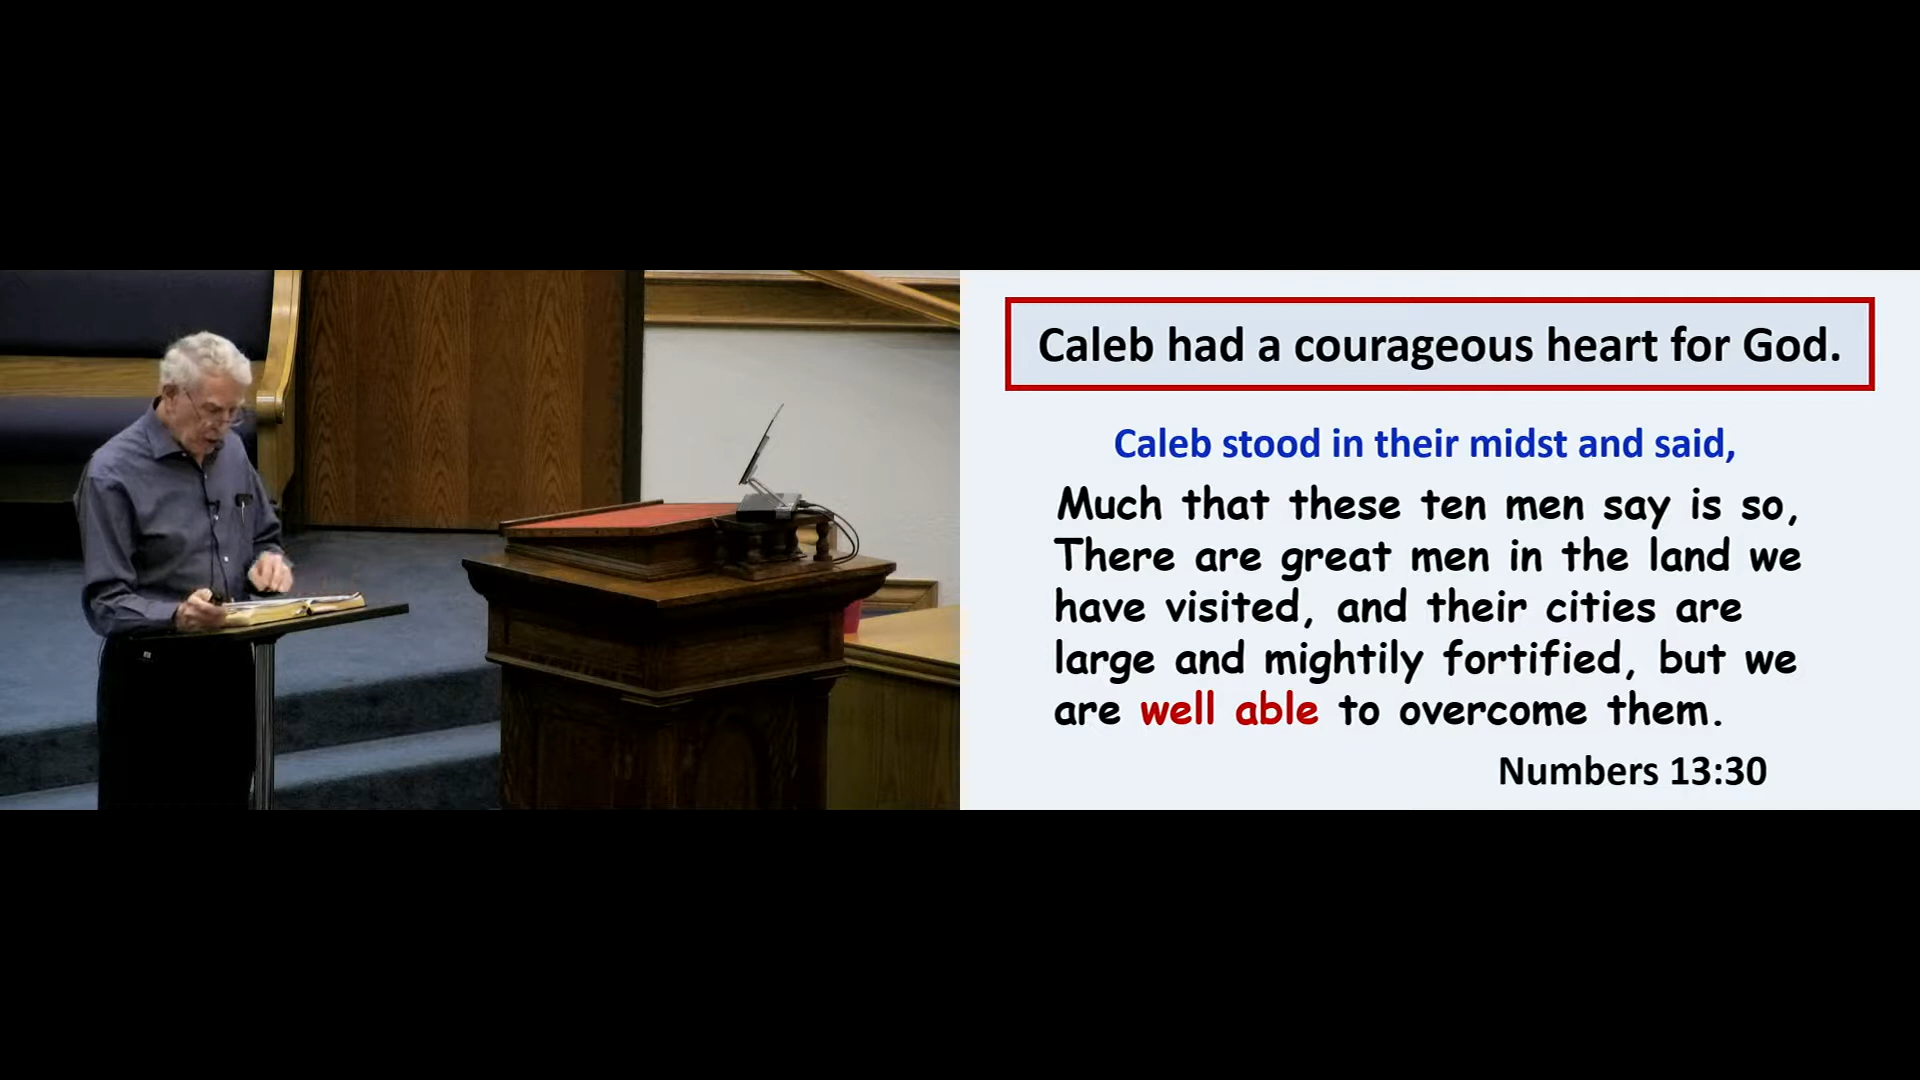 Caleb had a courageous heart for God.
Caleb stood in their midst and said,
Much that these ten men say is so,
There are great men in the land we
have visited, and their cities are
large and mightily fortified, but we
are well able to overcome them.
Numbers 13:30